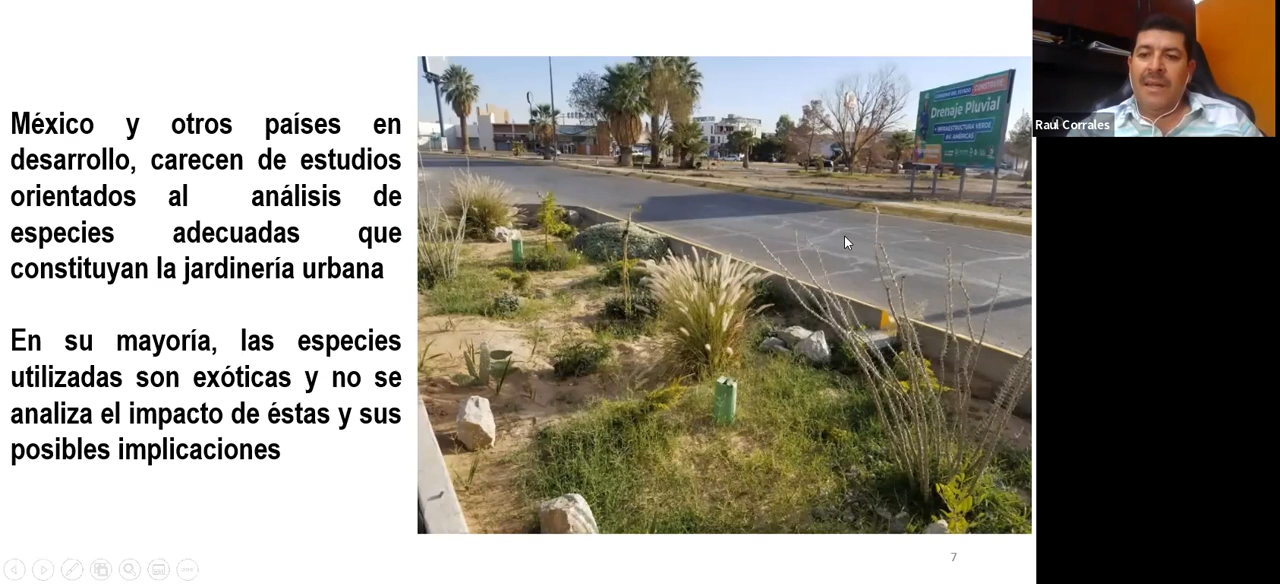 México y otros países en
desarrollo, carecen de estudios
orientados al análisis de
especies adecuadas que
constituyan la jardinería urbana
En su mayoría, las especies
utilizadas son exóticas y no se
analiza el impacto de éstas y sus
posibles implicaciones
Drenaje Pluvial
INFRAESTRUCTURA VERDE
AV. AMÉRICAS
Raul Corrales
7